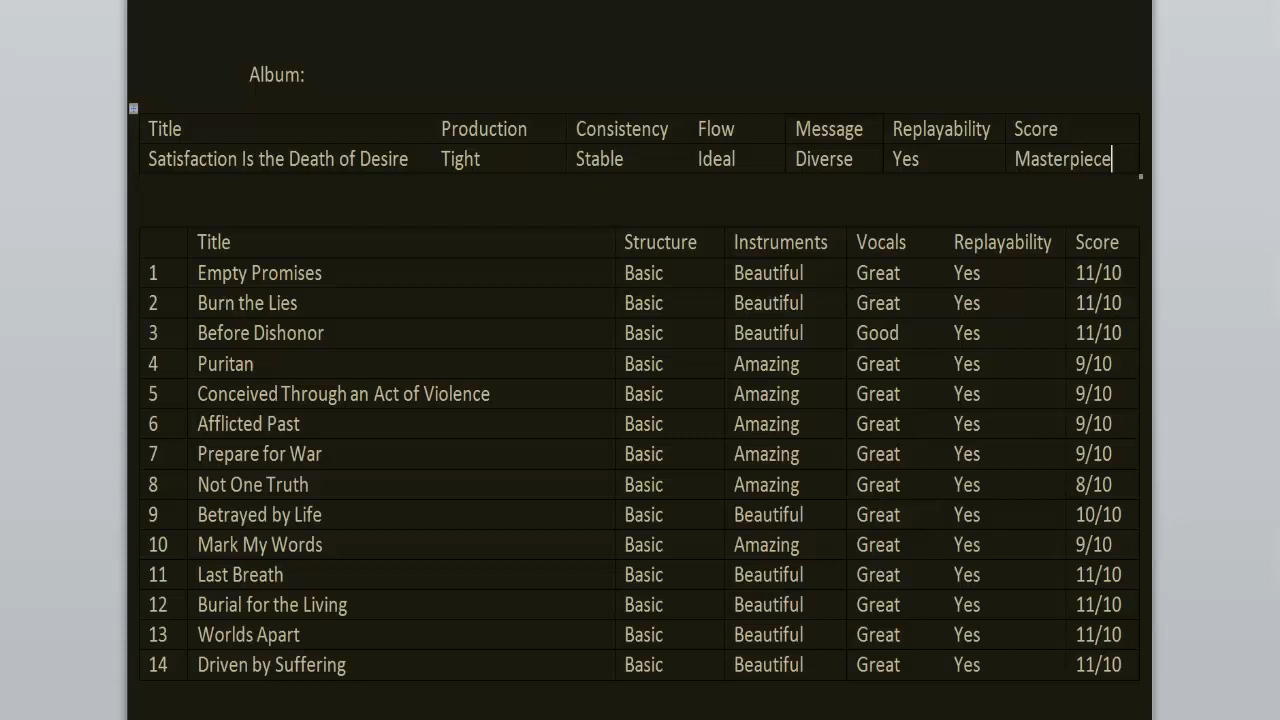 Album:
Title Production Consistency Flow Message Replayability Score
Satisfaction Is the Death of Desire Tight Stable Ideal Diverse Yes Masterpiece
Title Structure Instruments Vocals Replayability Score
1 Empty Promises Basic Beautiful Great Yes 11/10
2 Burn the Lies Basic Beautiful Great Yes 11/10
3 Before Dishonor Basic Beautiful Good Yes 11/10
4 Puritan Basic Amazing Great Yes 9/10
5 Conceived Through an Act of Violence Basic Amazing Great Yes 9/10
6 Afflicted Past Basic Amazing Great Yes 9/10
7 Prepare for War Basic Amazing Great Yes 9/10
8 Not One Truth Basic Amazing Great Yes 8/10
9 Betrayed by Life Basic Beautiful Great Yes 10/10
10 Mark My Words Basic Amazing Great Yes 9/10
11 Last Breath Basic Beautiful Great Yes 11/10
12 Burial for the Living Basic Beautiful Great Yes 11/10
13 Worlds Apart Basic Beautiful Great Yes 11/10
14 Driven by Suffering Basic Beautiful Great Yes 11/10